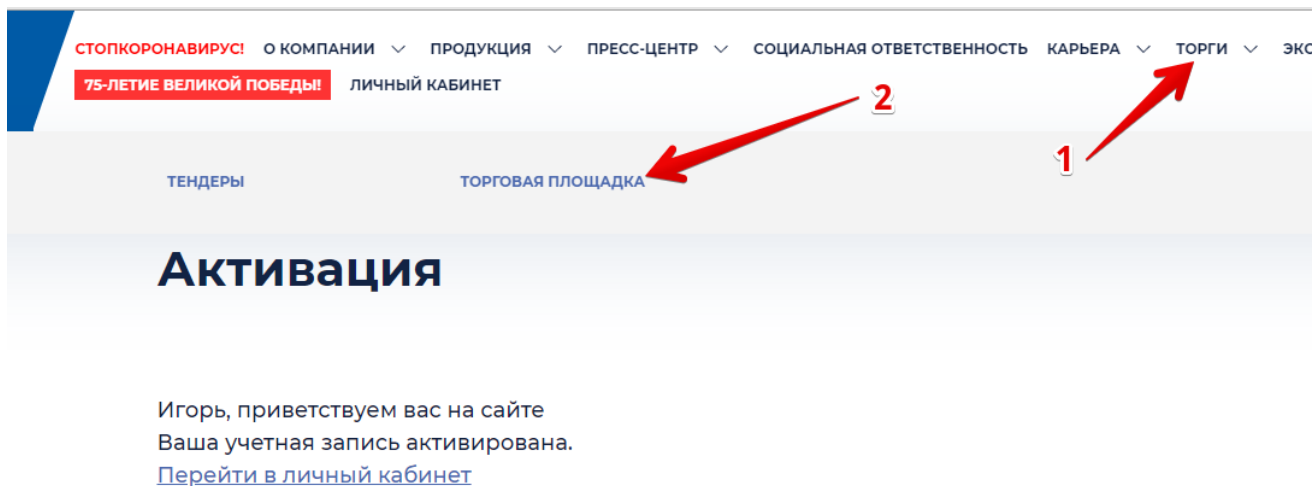 СТОПКОРОНАВИРУС! О КОМПАНИИ ПРОДУКЦИЯ ПРЕСС-ЦЕНТР СОЦИАЛЬНАЯ ОТВЕТСТВЕННОСТЬ КАРЬЕРА ТОРГИ ЭКО
75-ЛЕТИЕ ВЕЛИКОЙ ПОБЕДЫ! ЛИЧНЫЙ КАБИНЕТ
2
1
ТЕНДЕРЫ ТОРГОВАЯ ПЛОЩАДКА
Активация
Игорь, приветствуем вас на сайте
Ваша учетная запись активирована.
Перейти в личный кабинет